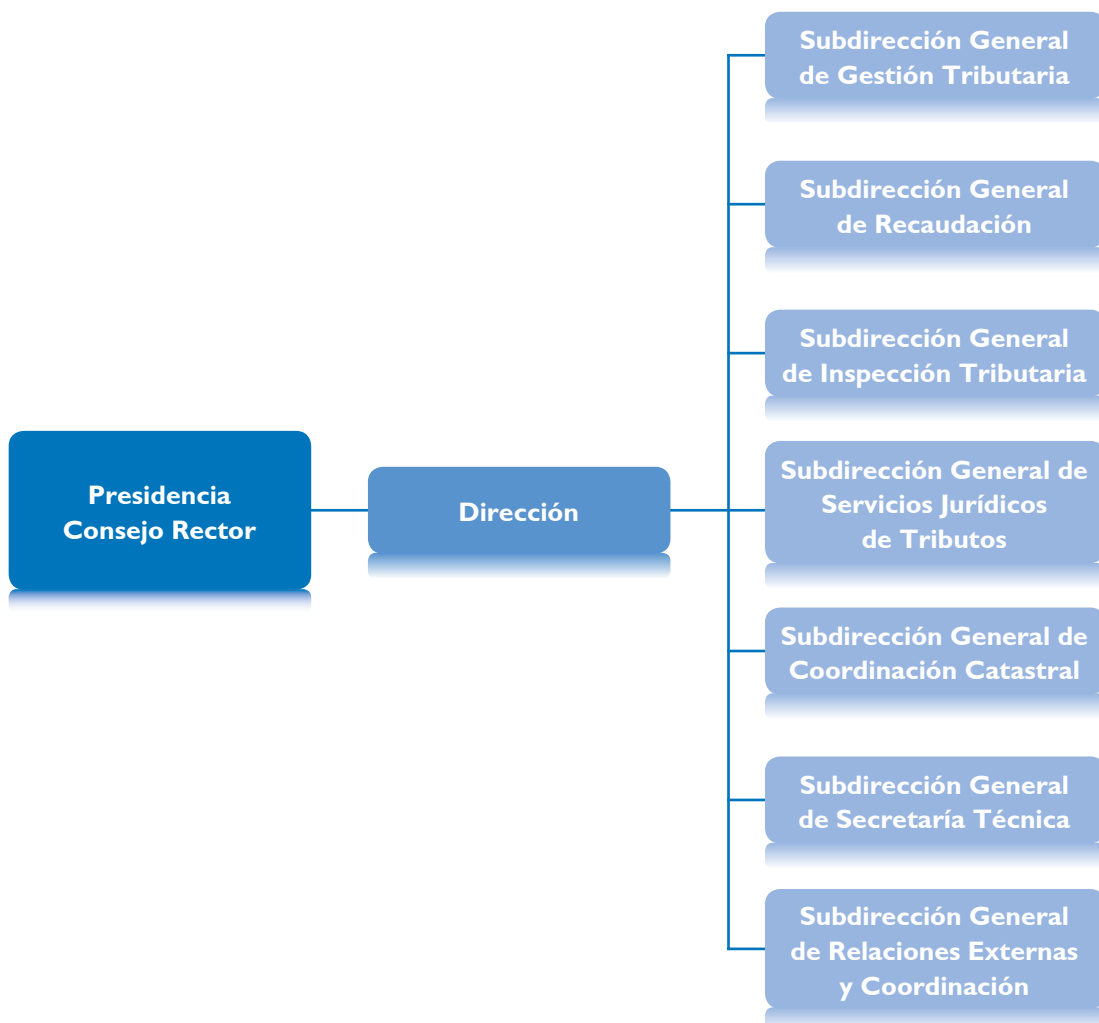 Presidencia
Consejo Rector
Dirección
Subdirección General
de Gestión Tributaria
Subdirección General
de Recaudación
Subdirección General
de Inspección Tributaria
Subdirección General de
Servicios Jurídicos
de Tributos
Subdirección General de
Coordinación Catastral
Subdirección General
de Secretaría Técnica
Subdirección General
de Relaciones Externas
y Coordinación